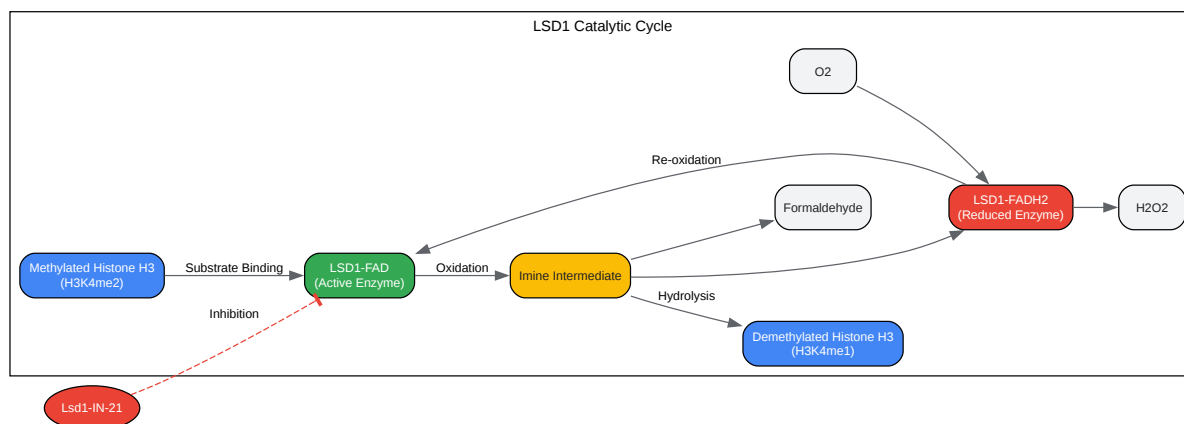 LSD1 Catalytic Cycle
O2
Re-oxidation
Formaldehyde
LSD1-FADH2
(Reduced Enzyme)
H2O2
Methylated Histone H3
(H3K4me2)
Substrate Binding
LSD1-FAD
(Active Enzyme)
Oxidation
Imine Intermediate
Hydrolysis
Inhibition
Demethylated Histone H3
(H3K4me1)
Lsd1-IN-21